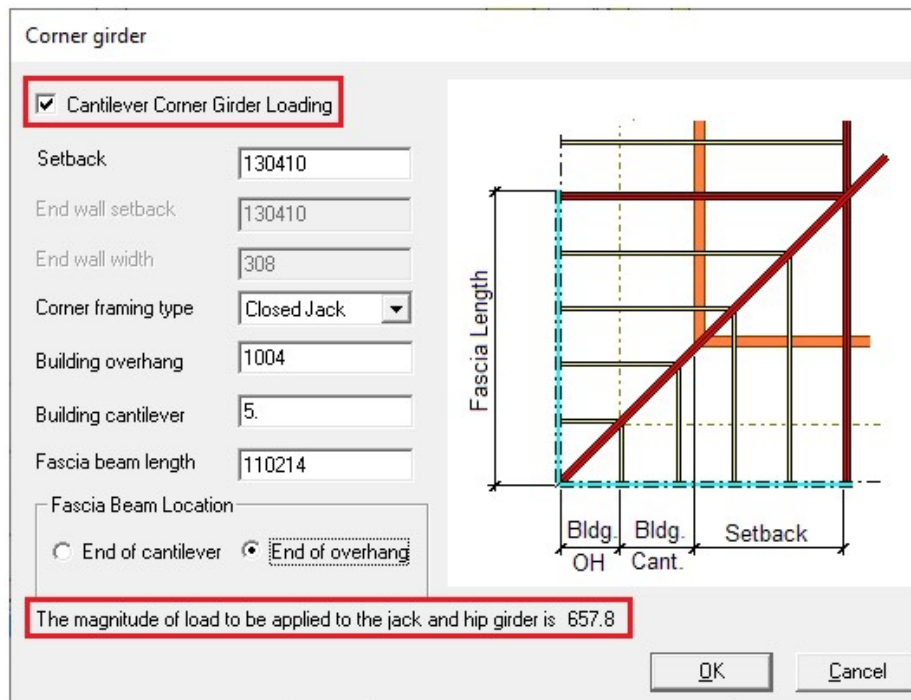 Corner girder
Cantilever Corner Girder Loading
Setback
130410
End wall setback
130410
End wall width
308
Corner framing type
Closed Jack
Building overhang
1004
Building cantilever
5.
Fascia beam length
110214
Fascia Beam Location
End of cantilever
End of overhang
Fascia Length
Bldg.
OH
Bldg.
Cant.
Setback
The magnitude of load to be applied to the jack and hip girder is 657.8
OK
Cancel